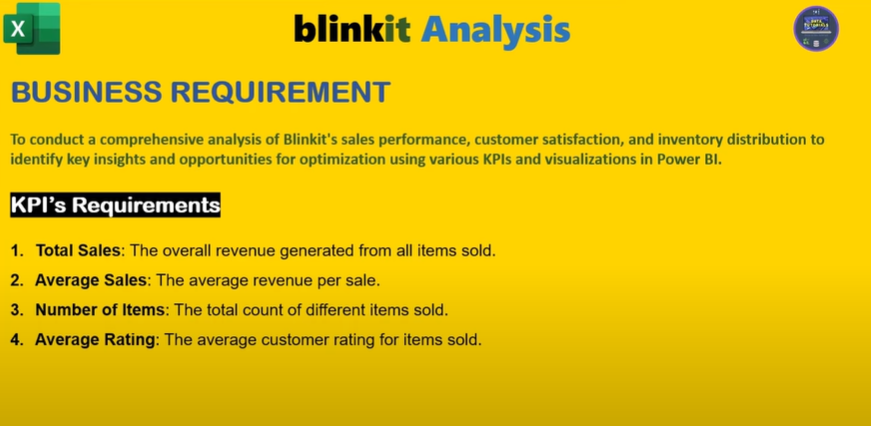 X
blinkit Analysis
BUSINESS REQUIREMENT
To conduct a comprehensive analysis of Blinkit's sales performance, customer satisfaction, and inventory distribution to
identify key insights and opportunities for optimization using various KPIs and visualizations in Power BI.
KPI's Requirements
1. Total Sales: The overall revenue generated from all items sold.
2. Average Sales: The average revenue per sale.
3. Number of Items: The total count of different items sold.
4. Average Rating: The average customer rating for items sold.